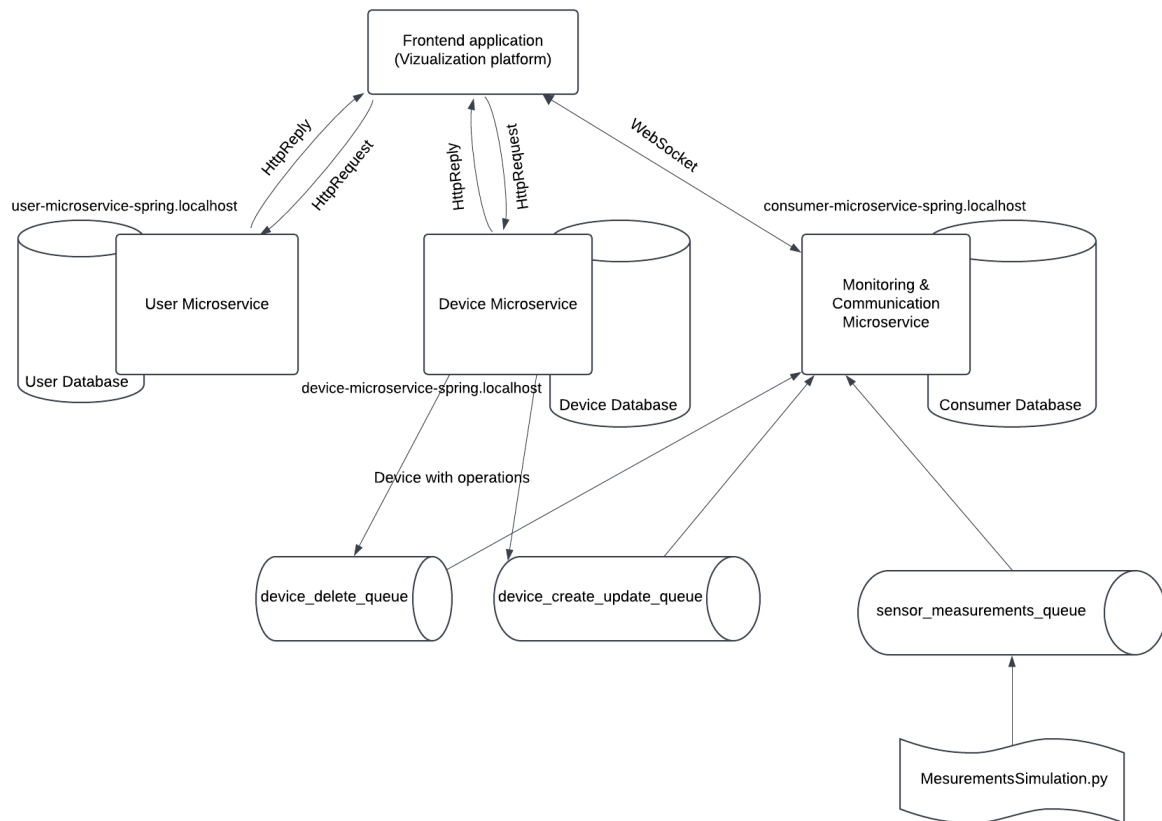 Frontend application
(Vizualization platform)
HttpReply
HttpRequest
HttpReply
HttpRequest
WebSocket
user-microservice-spring.localhost
consumer-microservice-spring.localhost
User Microservice
Device Microservice
Monitoring &
Communication
Microservice
User Database
device-microservice-spring.localhost
Device Database
Consumer Database
Device with operations
device_delete_queue
device_create_update_queue
sensor_measurements_queue
MesurementsSimulation.py